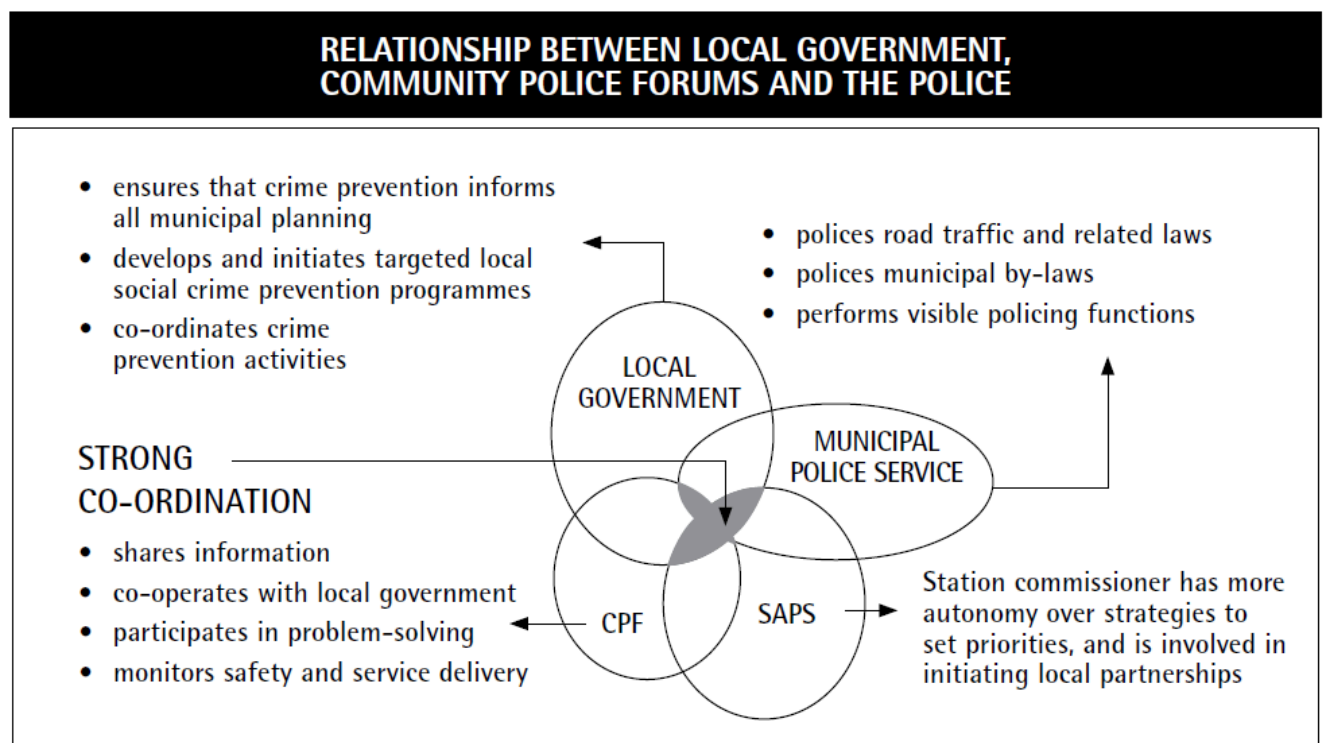 RELATIONSHIP BETWEEN LOCAL GOVERNMENT,
COMMUNITY POLICE FORUMS AND THE POLICE
• ensures that crime prevention informs
all municipal planning
• develops and initiates targeted local
social crime prevention programmes
• co-ordinates crime
prevention activities
• polices road traffic and related laws
• polices municipal by-laws
• performs visible policing functions
LOCAL
GOVERNMENT
MUNICIPAL
POLICE SERVICE
STRONG
CO-ORDINATION
• shares information
• co-operates with local government
• participates in problem-solving
• monitors safety and service delivery
CPF
SAPS
Station commissioner has more
autonomy over strategies to
set priorities, and is involved in
initiating local partnerships